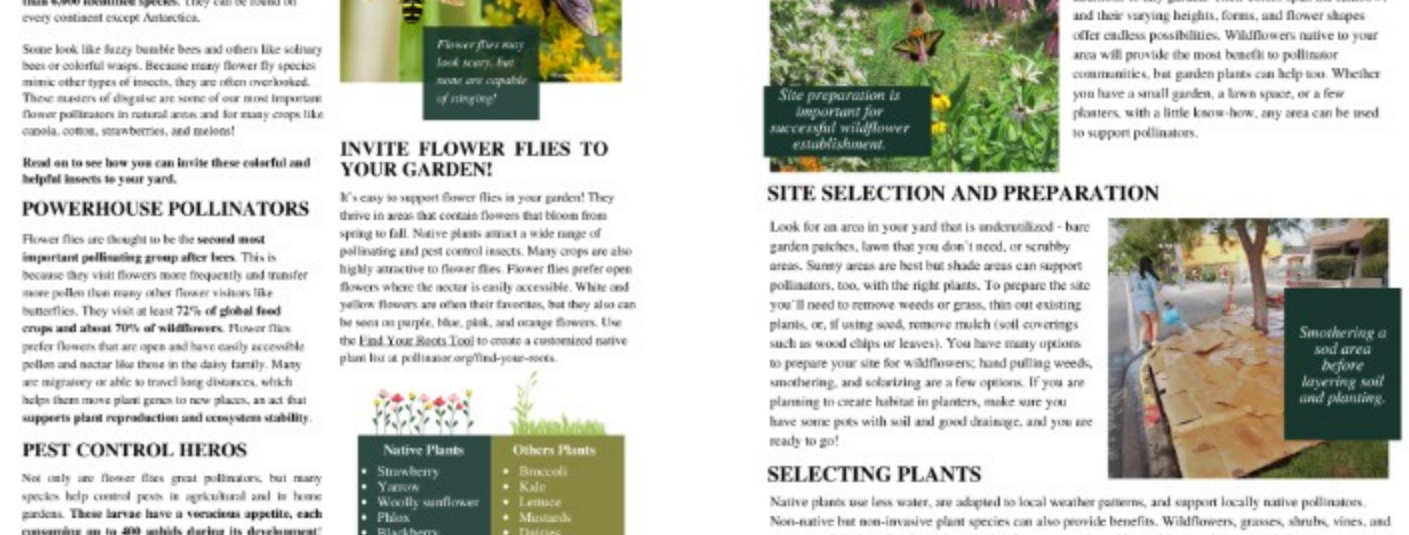 than 6,000 identified species. They can be found on
every continent except Antarctica.
Some look like fuzzy bumble bees and others like solitary
bees or colorful wasps. Because many flower fly species
mimic other types of insects, they are often overlooked.
These masters of disguise are some of our most important
flower pollinators in natural areas and for many crops like
canola, cotton, strawberries, and melons!
Read on to see how you can invite these colorful and
helpful insects to your yard.
POWERHOUSE POLLINATORS
Flower flies are thought to be the second most
important pollinating group after bees. This is
because they visit flowers more frequently and transfer
more pollen than many other flower visitors like
butterflies. They visit at least 72% of global food
crops and about 70% of wildflowers. Flower flies
prefer flowers that are open and have easily accessible
pollen and nectar like those in the daisy family. Many
are migratory or able to travel long distances, which
helps them move plant genes to new places, an act that
supports plant reproduction and ecosystem stability.
PEST CONTROL HEROS
Not only are flower flies great pollinators, but many
species help control pests in agricultural and in home
gardens. These larvae have a voracious appetite, each
consuming up to 400 aphids during its development!
Flower flies may
look scary, but
none are capable
of stinging!
INVITE FLOWER FLIES TO
YOUR GARDEN!
It's easy to support flower flies in your garden! They
thrive in areas that contain flowers that bloom from
spring to fall. Native plants attract a wide range of
pollinating and pest control insects. Many crops are also
highly attractive to flower flies. Flower flies prefer open
flowers where the nectar is easily accessible. White and
yellow flowers are often their favorites, but they also can
be seen on purple, blue, pink, and orange flowers. Use
the Find Your Roots Tool to create a customized native
plant list at pollinator.org/find-your-roots.
Native Plants
• Strawberry
• Yarrow
• Woolly sunflower
• Phlox
• Blackberry
Others Plants
• Broccoli
• Kale
• Lettuce
• Mustards
• Daisies
and their varying heights, forms, and flower shapes
offer endless possibilities. Wildflowers native to your
area will provide the most benefit to pollinator
communities, but garden plants can help too. Whether
you have a small garden, a lawn space, or a few
planters, with a little know-how, any area can be used
to support pollinators.
Site preparation is
important for
successful wildflower
establishment.
SITE SELECTION AND PREPARATION
Look for an area in your yard that is underutilized - bare
garden patches, lawn that you don't need, or scrubby
areas. Sunny areas are best but shade areas can support
pollinators, too, with the right plants. To prepare the site
you'll need to remove weeds or grass, thin out existing
plants, or, if using seed, remove mulch (soil coverings
such as wood chips or leaves). You have many options
to prepare your site for wildflowers; hand pulling weeds,
smothering, and solarizing are a few options. If you are
planning to create habitat in planters, make sure you
have some pots with soil and good drainage, and you are
ready to go!
Smothering a
sod area
before
layering soil
and planting.
SELECTING PLANTS
Native plants use less water, are adapted to local weather patterns, and support locally native pollinators.
Non-native but non-invasive plant species can also provide benefits. Wildflowers, grasses, shrubs, vines, and